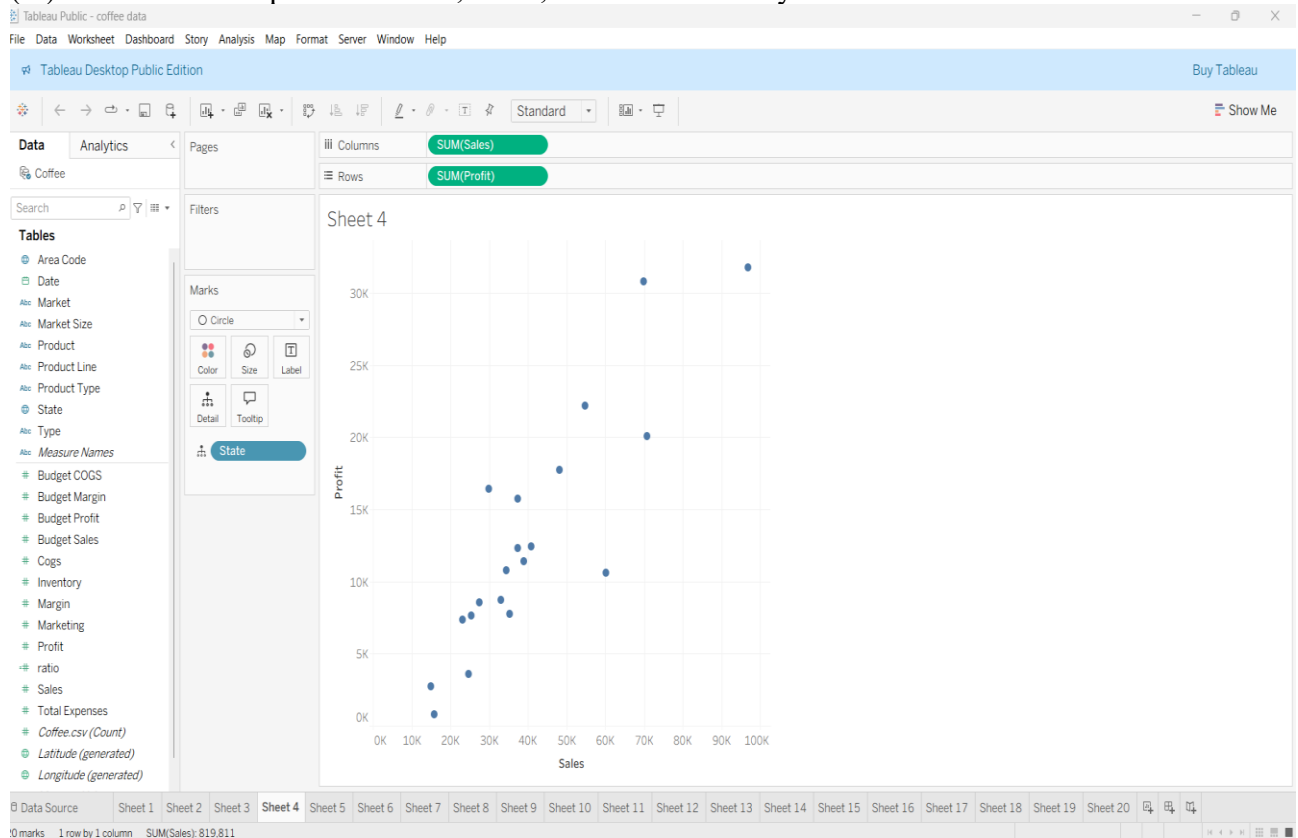 Tableau Public - coffee data
File Data Worksheet Dashboard Story Analysis Map Format Server Window Help
Tableau Desktop Public Edition
Buy Tableau
Standard
Show Me
Data Analytics
Coffee
Search
Tables
Area Code
Date
Abc Market
Abc Market Size
Abc Product
Abc Product Line
Abc Product Type
State
Abc Type
Abc Measure Names
# Budget COGS
# Budget Margin
# Budget Profit
# Budget Sales
# Cogs
# Inventory
# Margin
# Marketing
# Profit
=# ratio
# Sales
# Total Expenses
# Coffee.csv (Count)
Latitude (generated)
Longitude (generated)
Pages
Filters
Marks
Circle
Color Size Label
Detail Tooltip
State
Columns SUM(Sales)
Rows SUM(Profit)
Sheet 4
30K
25K
20K
15K
10K
5K
0K
Profit
0K 10K 20K 30K 40K 50K 60K 70K 80K 90K 100K
Sales
Data Source Sheet 1 Sheet 2 Sheet 3 Sheet 4 Sheet 5 Sheet 6 Sheet 7 Sheet 8 Sheet 9 Sheet 10 Sheet 11 Sheet 12 Sheet 13 Sheet 14 Sheet 15 Sheet 16 Sheet 17 Sheet 18 Sheet 19 Sheet 20
marks 1 row by 1 column SUM(Sales): 819,811